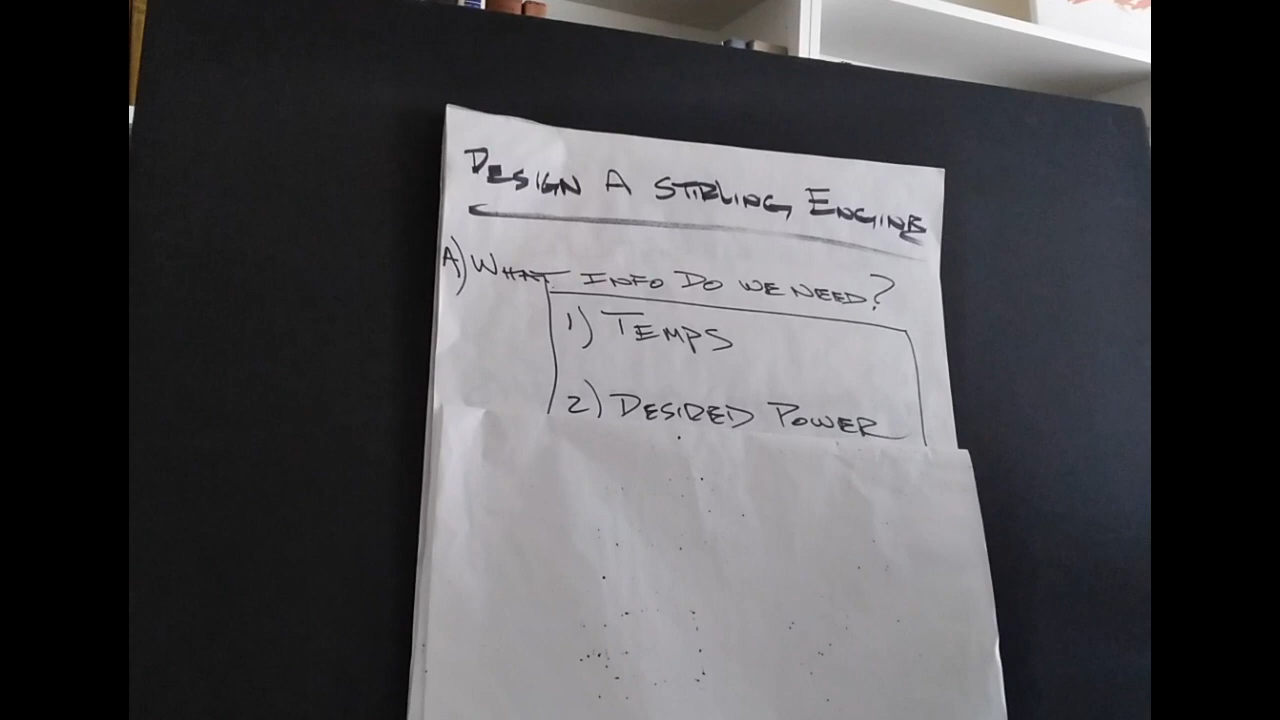 DESIGN A STIRLING ENGINE
A) WHAT INFO DO WE NEED?
1) TEMPS
2) DESIRED POWER